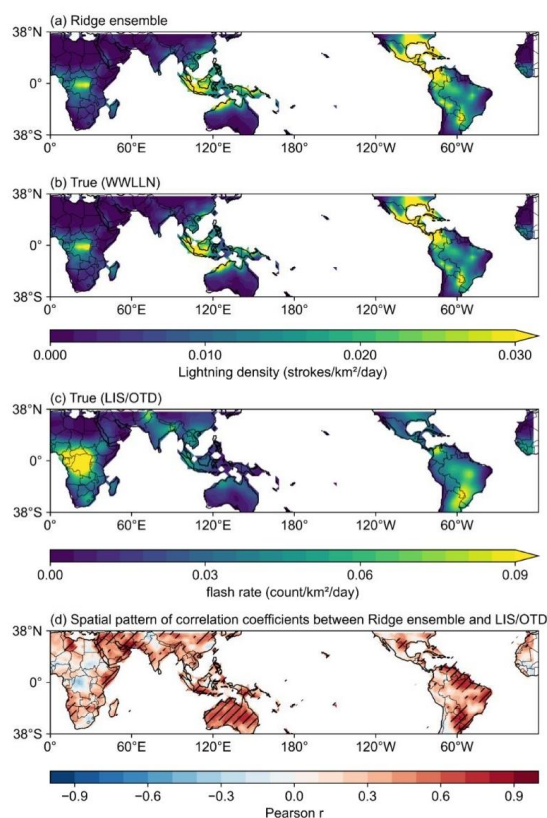 (a) Ridge ensemble
38°N
0°
38°S
0° 60°E 120°E 180° 120°W 60°W
(b) True (WWLLN)
38°N
0°
38°S
0° 60°E 120°E 180° 120°W 60°W
0.000 0.010 0.020 0.030
Lightning density (strokes/km²/day)
(c) True (LIS/OTD)
38°N
0°
38°S
0° 60°E 120°E 180° 120°W 60°W
0.00 0.03 0.06 0.09
flash rate (count/km²/day)
(d) Spatial pattern of correlation coefficients between Ridge ensemble and LIS/OTD
38°N
0°
38°S
0° 60°E 120°E 180° 120°W 60°W
−0.9 −0.6 −0.3 0.0 0.3 0.6 0.9
Pearson r